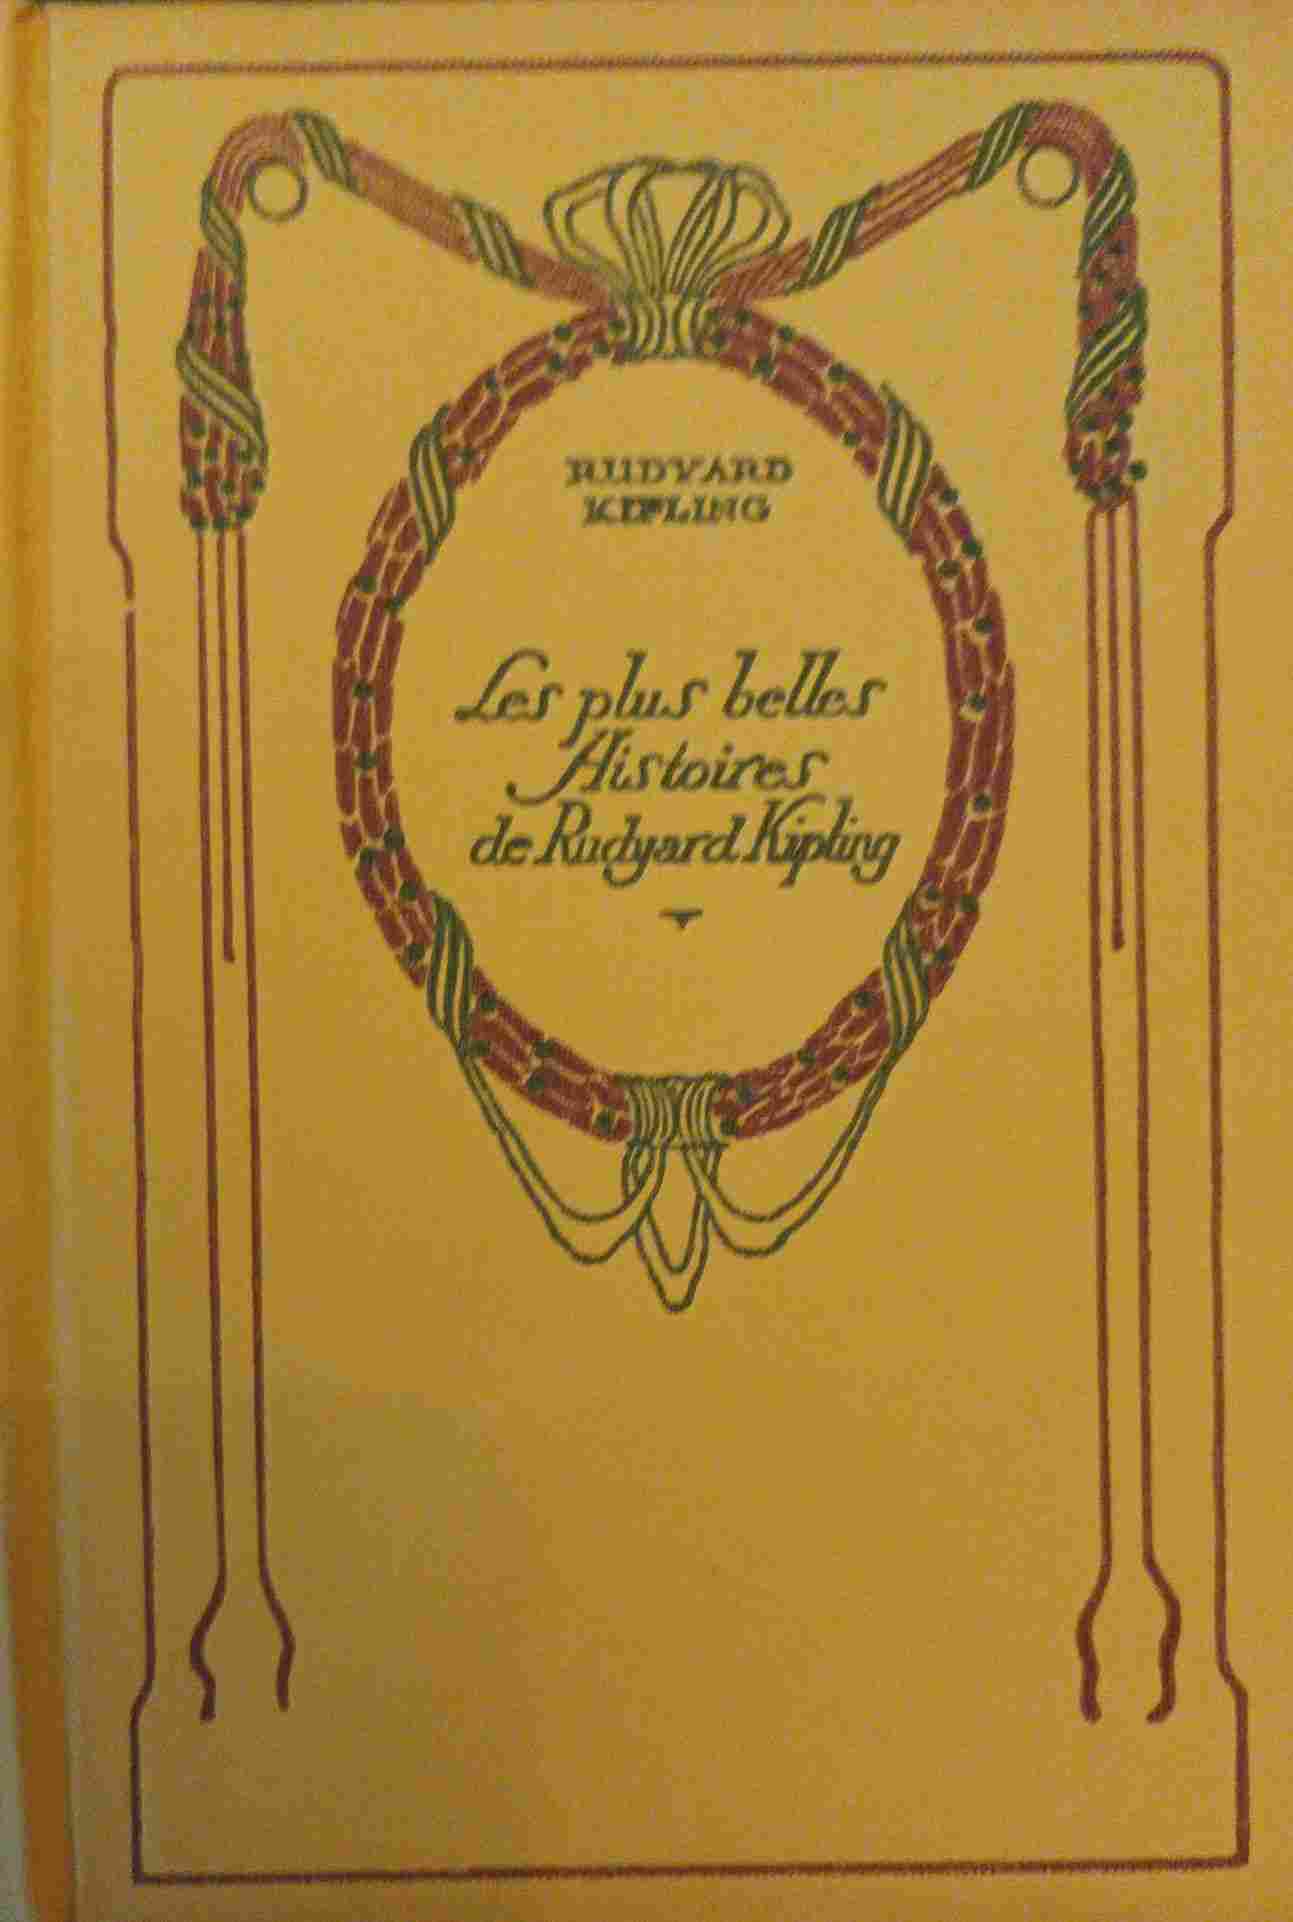 RUDYARD
KIPLING
Les plus belles
Histoires
de Rudyard Kipling